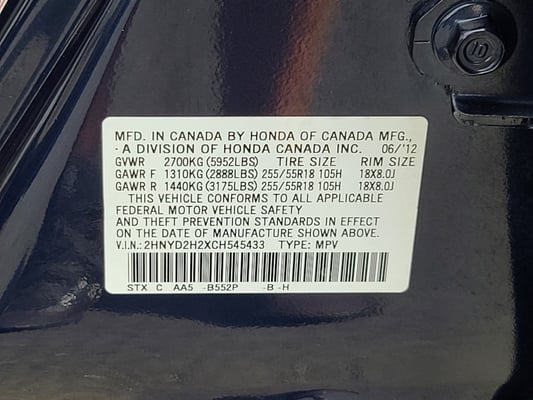 MFD. IN CANADA BY HONDA OF CANADA MFG.,
A DIVISION OF HONDA CANADA INC. 06/'12
GVWR 2700KG (5952LBS) TIRE SIZE RIM SIZE
GAWR F 1310KG (2888LBS) 255/55R18 105H 18X8.0J
GAWR R 1440KG (3175LBS) 255/55R18 105H 18X8.0J
THIS VEHICLE CONFORMS TO ALL APPLICABLE
FEDERAL MOTOR VEHICLE SAFETY
AND THEFT PREVENTION STANDARDS IN EFFECT ON
THE DATE OF MANUFACTURE SHOWN ABOVE.
V.I.N.: 2HNYD2H2XCH545433 TYPE: MPV
STX C AA5 -B552P -B-H
10